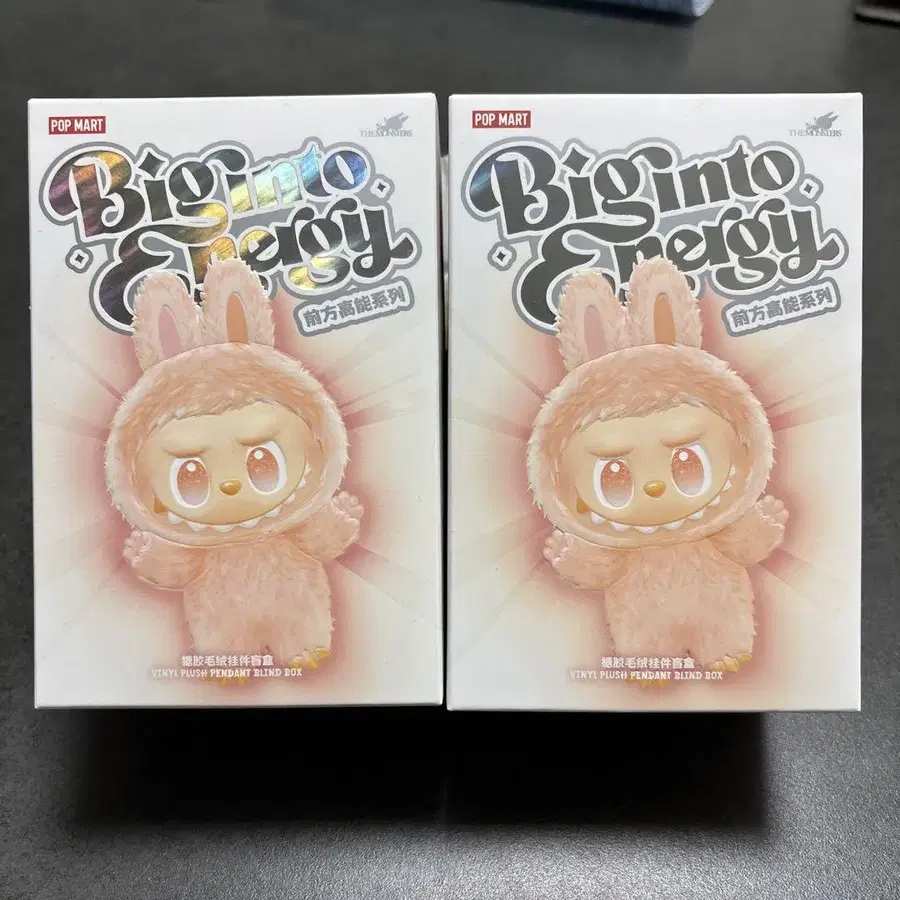 POP MART
THE MONSTERS
Big into
Energy
前方高能系列
搪胶毛绒挂件盲盒
VINYL PLUSH PENDANT BLIND BOX
POP MART
THE MONSTERS
Big into
Energy
前方高能系列
搪胶毛绒挂件盲盒
VINYL PLUSH PENDANT BLIND BOX